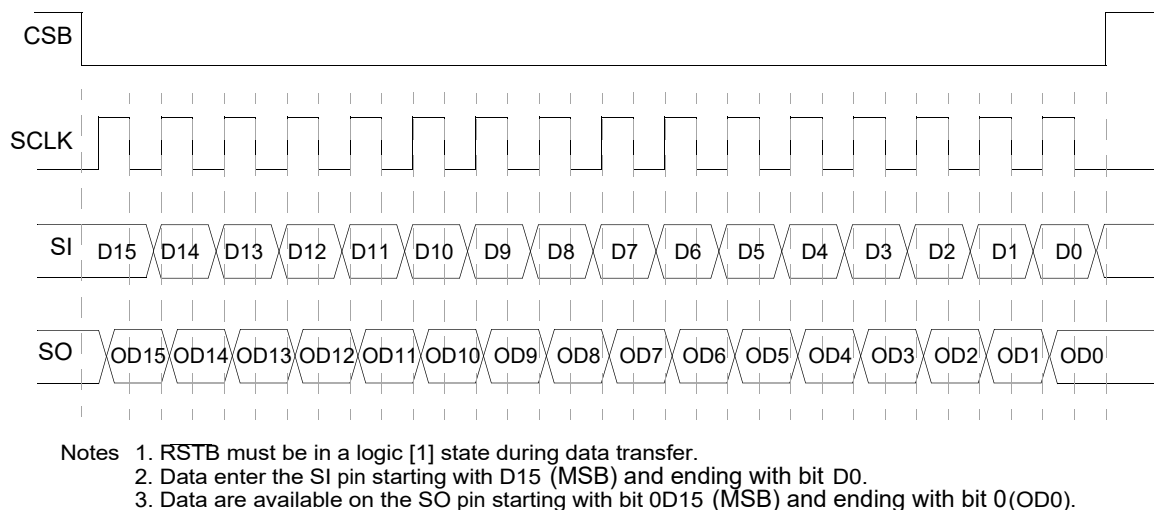 CSB
SCLK
SI D15 D14 D13 D12 D11 D10 D9 D8 D7 D6 D5 D4 D3 D2 D1 D0
SO OD15 OD14 OD13 OD12 OD11 OD10 OD9 OD8 OD7 OD6 OD5 OD4 OD3 OD2 OD1 OD0
Notes 1. RSTB must be in a logic [1] state during data transfer.
2. Data enter the SI pin starting with D15 (MSB) and ending with bit D0.
3. Data are available on the SO pin starting with bit 0D15 (MSB) and ending with bit 0(OD0).